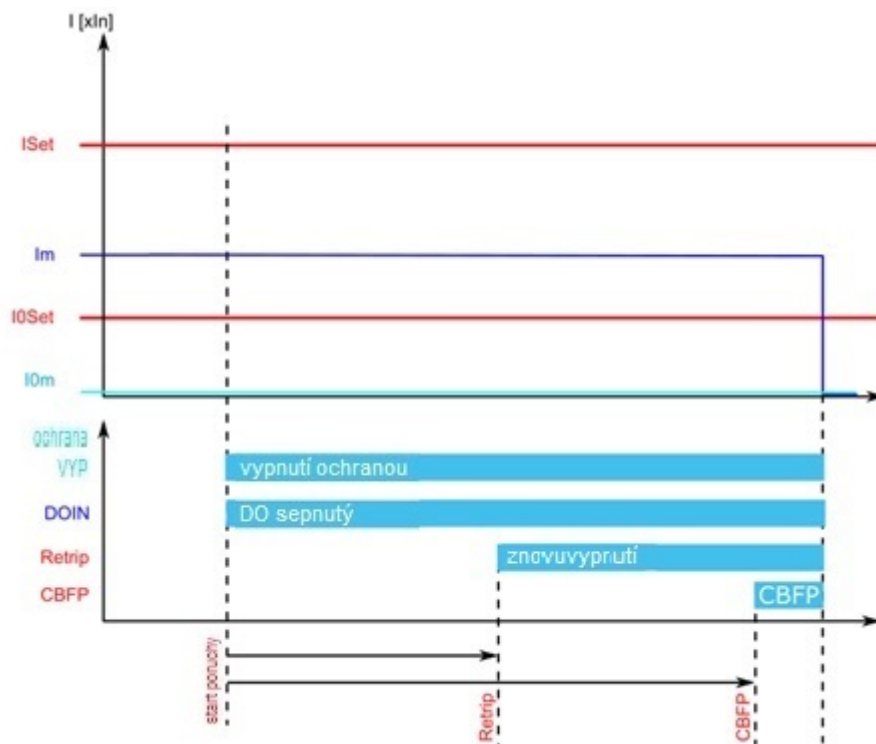 I [xIn]
ISet
Im
I0Set
I0m
ochrana
VYP
vypnutí ochranou
DOIN
DO sepnutý
Retrip
znovuvypnutí
CBFP
CBFP
start poruchy
Retrip
CBFP